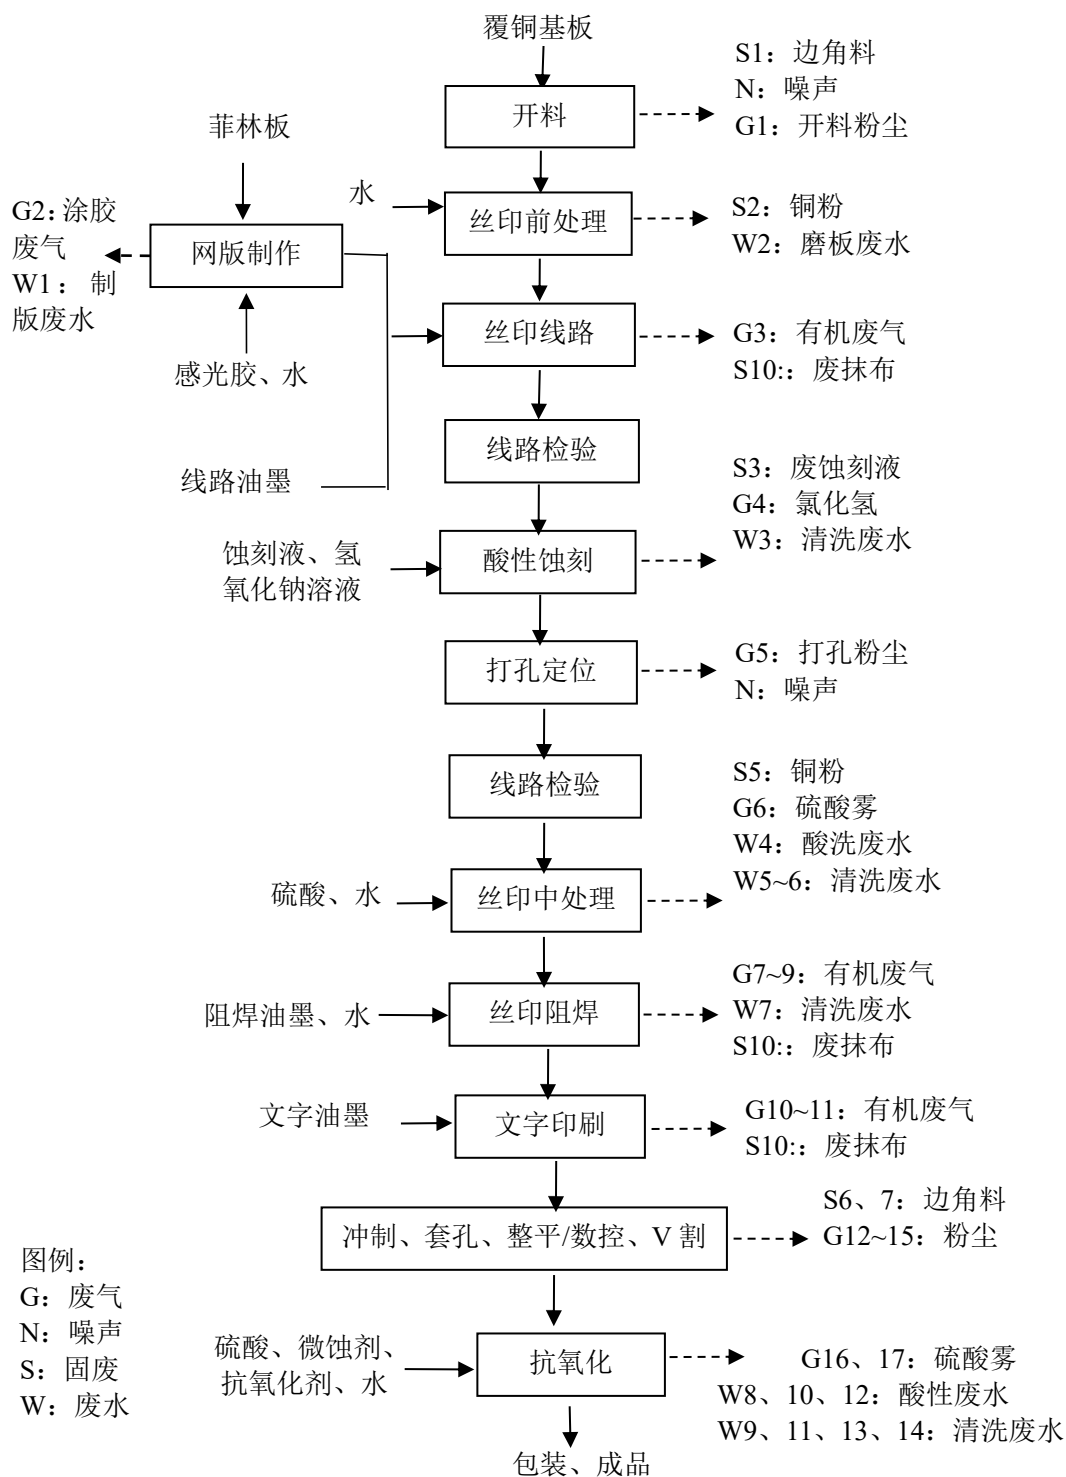 覆铜基板
S1：边角料
N：噪声
G1：开料粉尘
开料
菲林板
水
G2：涂胶
废气
W1：制
版废水
网版制作
丝印前处理
S2：铜粉
W2：磨板废水
丝印线路
G3：有机废气
S10:：废抹布
感光胶、水
线路检验
线路油墨
S3：废蚀刻液
G4：氯化氢
W3：清洗废水
蚀刻液、氢
氧化钠溶液
酸性蚀刻
打孔定位
G5：打孔粉尘
N：噪声
线路检验
S5：铜粉
G6：硫酸雾
W4：酸洗废水
W5~6：清洗废水
硫酸、水
丝印中处理
G7~9：有机废气
W7：清洗废水
S10:：废抹布
阻焊油墨、水
丝印阻焊
文字油墨
文字印刷
G10~11：有机废气
S10:：废抹布
冲制、套孔、整平/数控、V 割
S6、7：边角料
G12~15：粉尘
图例：
G：废气
N：噪声
S：固废
W：废水
硫酸、微蚀剂、
抗氧化剂、水
抗氧化
G16、17：硫酸雾
W8、10、12：酸性废水
W9、11、13、14：清洗废水
包装、成品